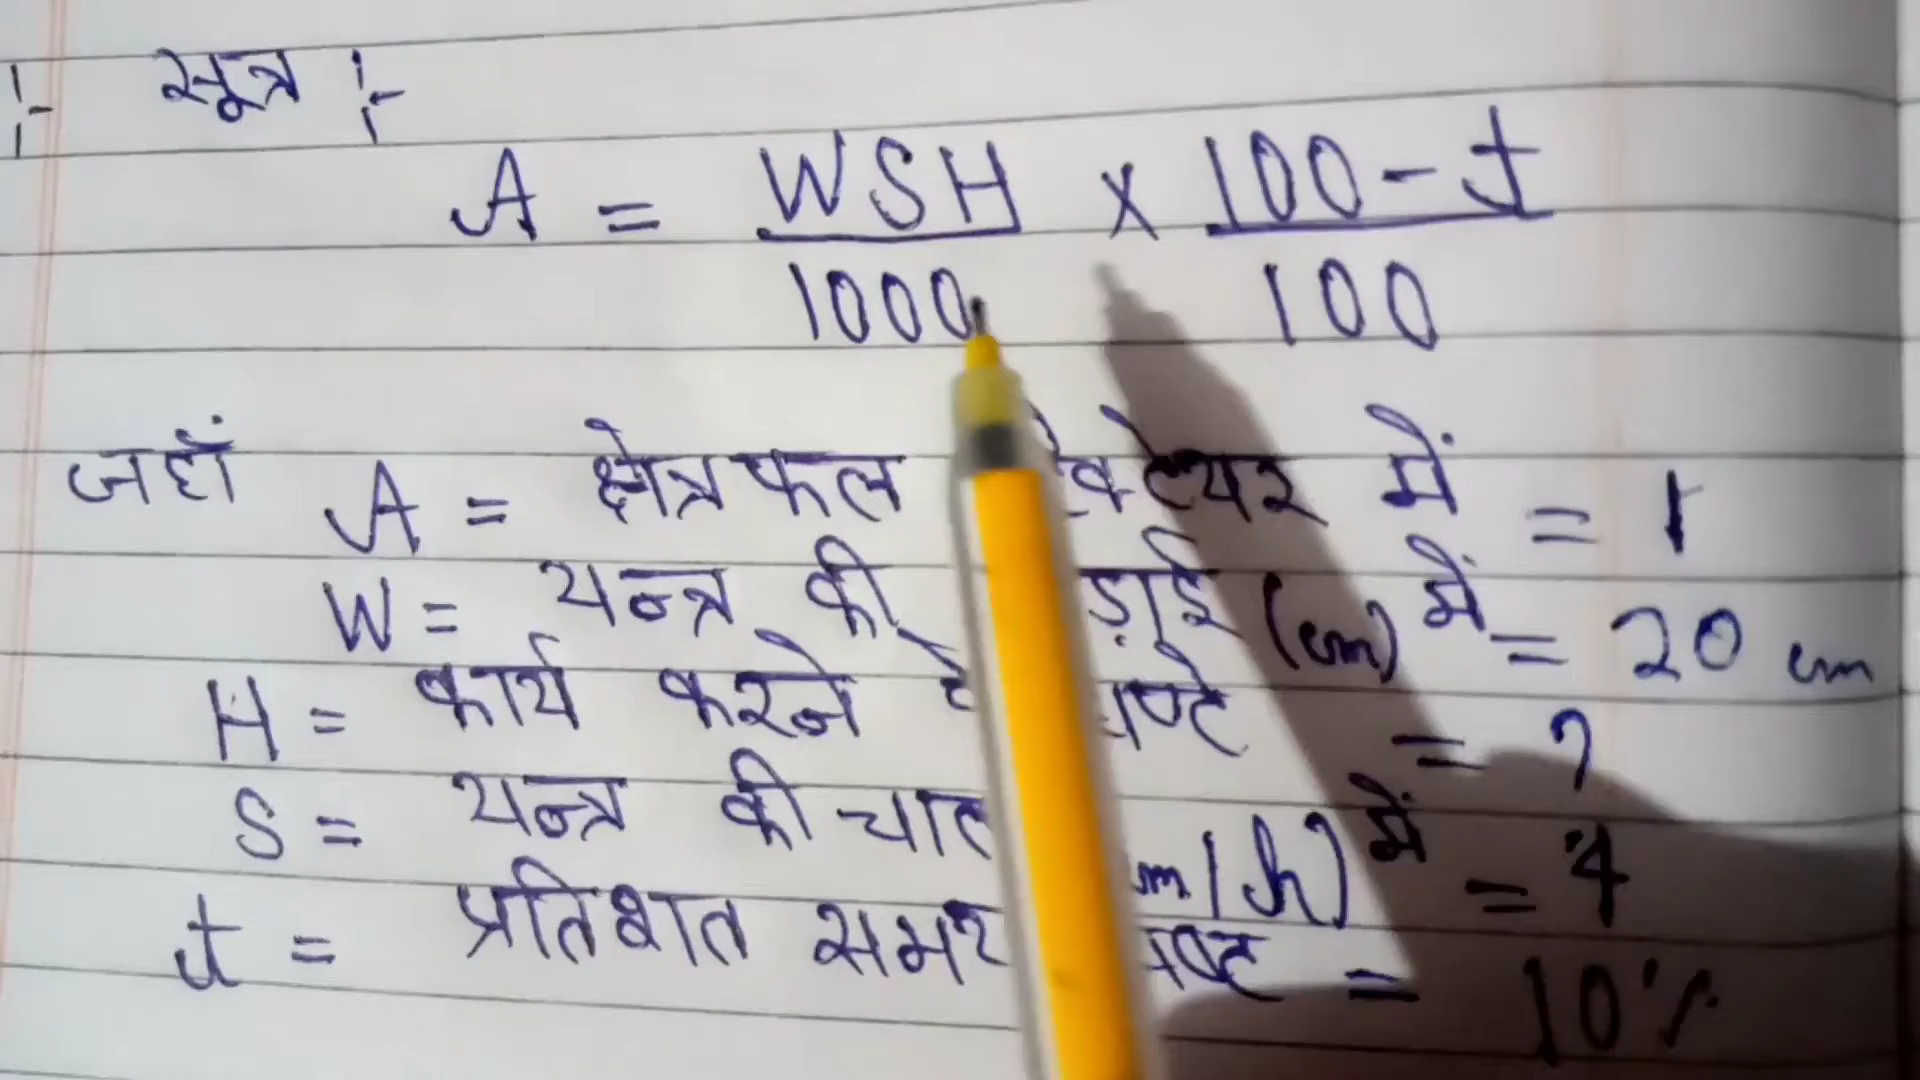 :- सूत्र :-
A = WSH / 1000 × 100 - t / 100
जहाँ A = क्षेत्रफल में = 1
W = यन्त्र की (cm) में = 20 cm
H = कार्य करने = ?
S = यन्त्र की m/h) में = 4
t = प्रतिशत समय = 10%